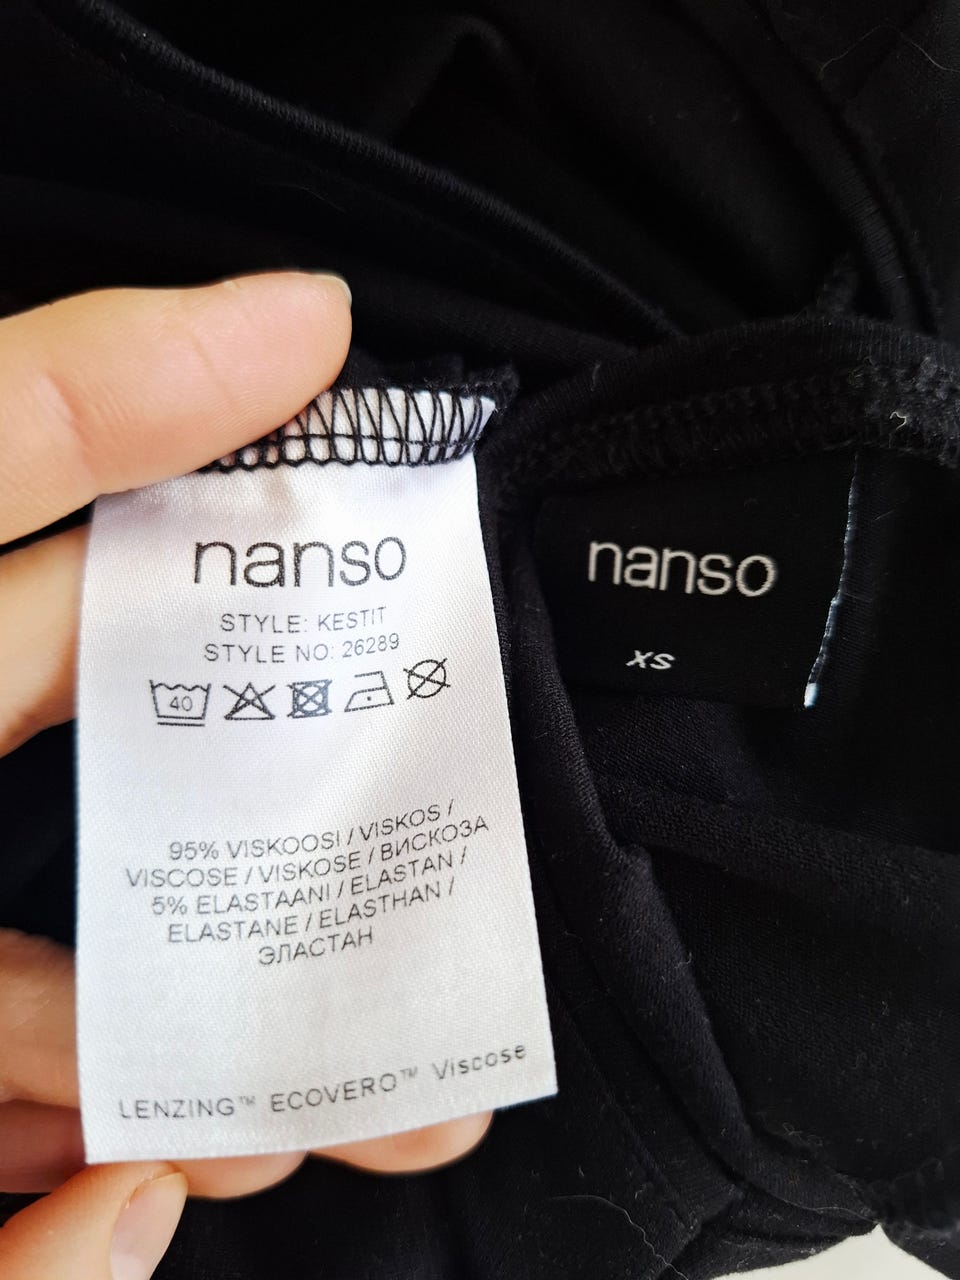 nanso
STYLE: KESTIT
STYLE NO: 26289
40
95% VISKOOSI / VISKOS /
VISCOSE / VISKOSE / ВИСКОЗА
5% ELASTAANI / ELASTAN /
ELASTANE / ELASTHAN /
ЭЛАСТАН
LENZING™ ECOVERO™ Viscose
nanso
XS